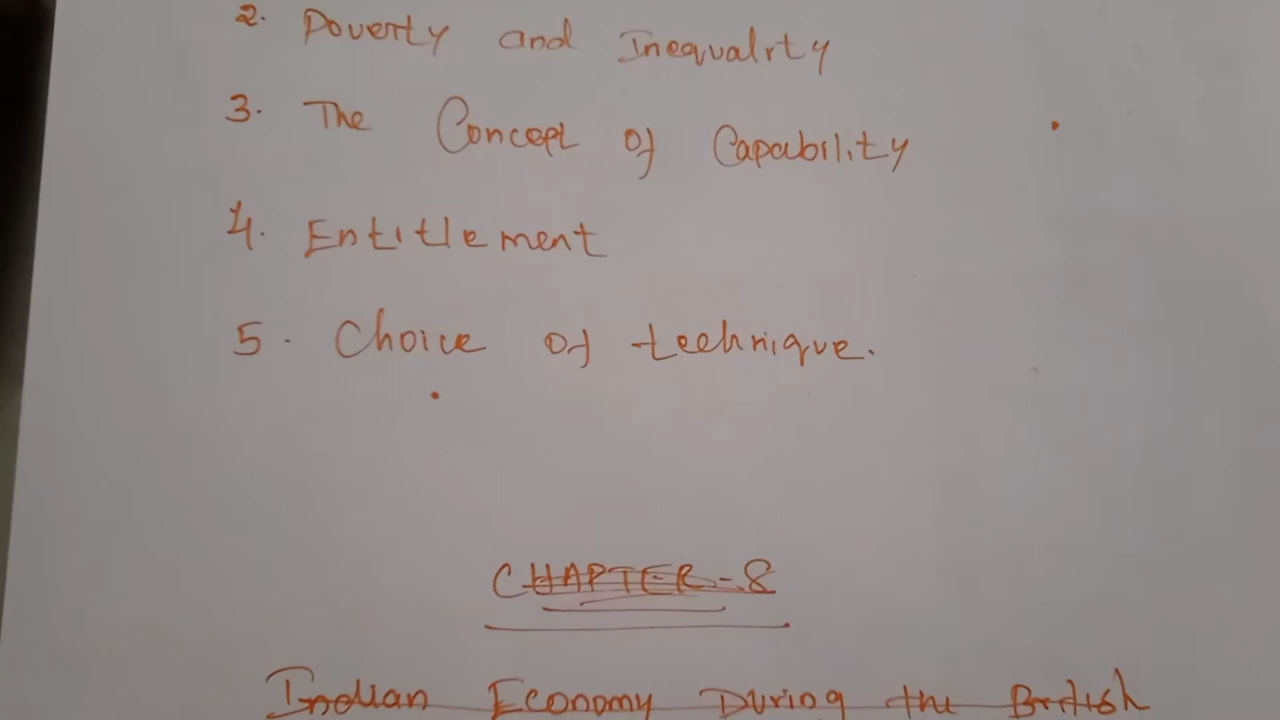 2. Poverty and Inequality
3. The Concept of Capability
4. Entitlement
5. Choice of technique.
CHAPTER-8
Indian Economy During the British